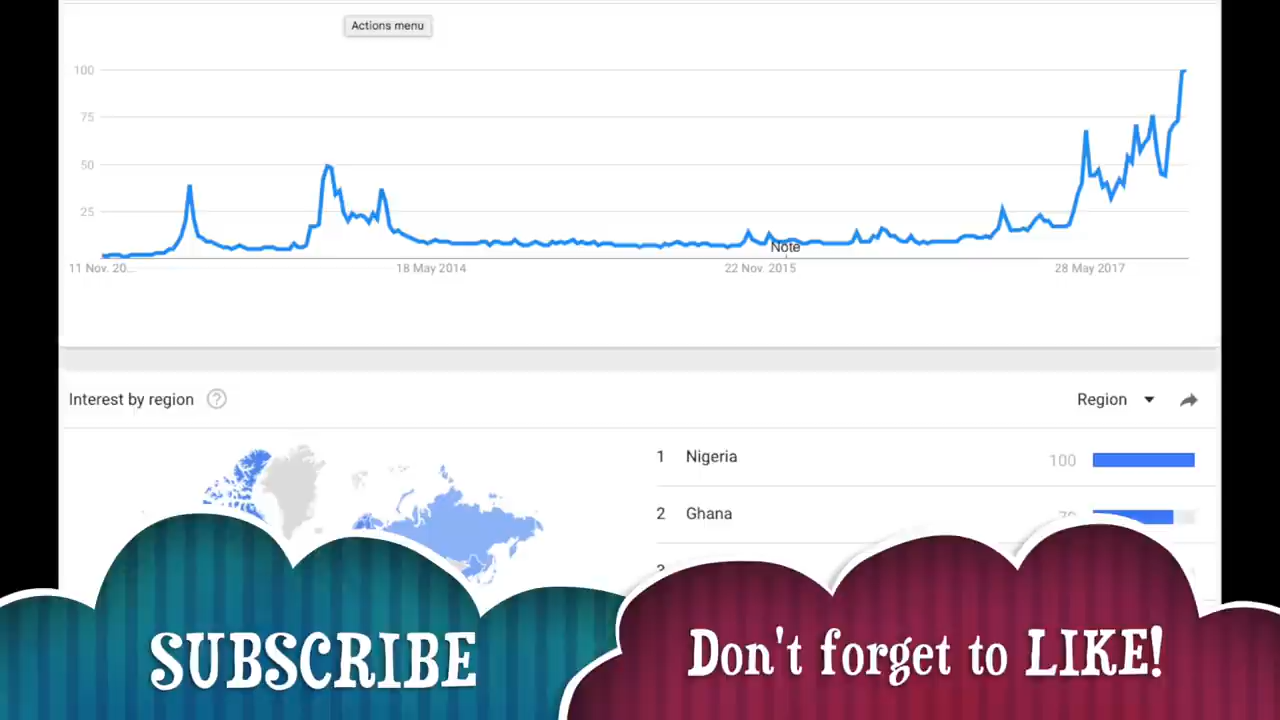 Actions menu
100
75
50
25
Note
11 Nov. 20...
18 May 2014
22 Nov. 2015
28 May 2017
Interest by region
?
Region
1 Nigeria 100
2 Ghana
SUBSCRIBE
Don't forget to LIKE!